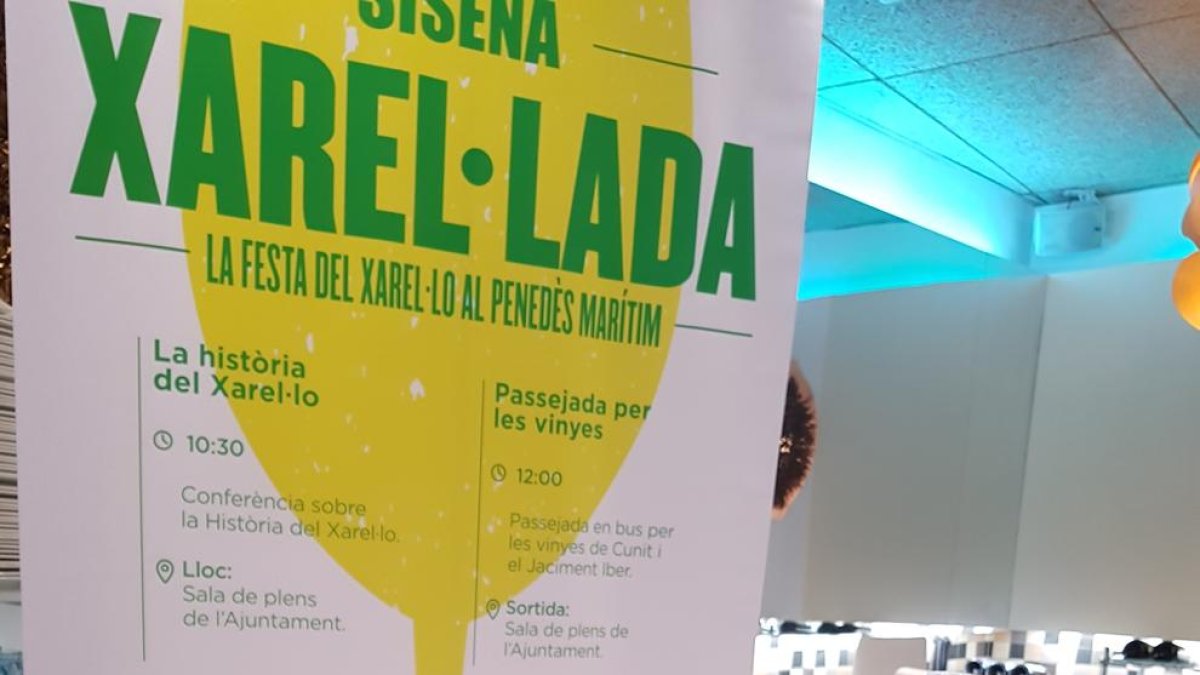 SISENA
XAREL·LADA
LA FESTA DEL XAREL·LO AL PENEDÈS MARÍTIM
La història
del Xarel·lo
10:30
Conferència sobre
la Història del Xarel·lo.
Lloc:
Sala de plens
de l'Ajuntament.
Passejada per
les vinyes
12:00
Passejada en bus per
les vinyes de Cunit i
el Jaciment Iber.
Sortida:
Sala de plens de
l'Ajuntament.